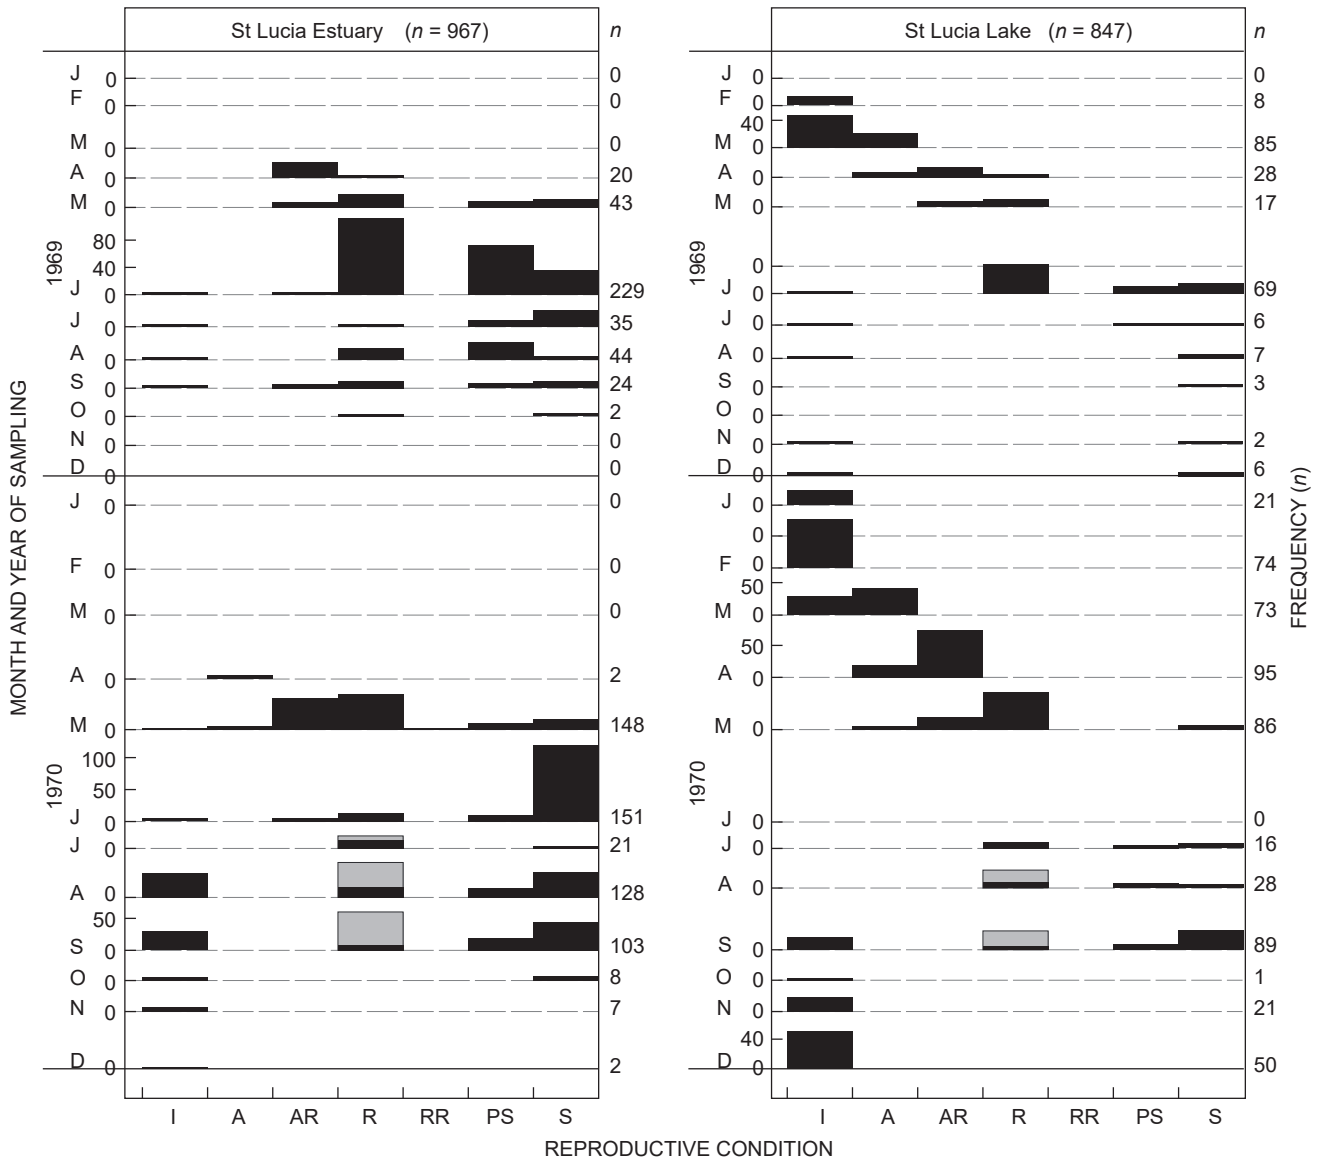 St Lucia Estuary (n = 967) n
J 0 0
F 0 0
M 0 0
A 0 20
M 0 43
80
40
J 0 229
J 0 35
A 0 44
S 0 24
O 0 2
N 0 0
D 0 0
1969
J 0 0
F 0 0
M 0 0
A 0 2
M 0 148
100
50
J 0 151
J 0 21
A 0 128
50
S 0 103
O 0 8
N 0 7
D 0 2
1970
I A AR R RR PS S
MONTH AND YEAR OF SAMPLING
St Lucia Lake (n = 847) n
J 0 0
F 0 8
40
M 0 85
A 0 28
M 0 17
0
J 0 69
J 0 6
A 0 7
S 0 3
O 0
N 0 2
D 0 6
1969
J 0 21
0
F 0 74
50
M 0 73
50
A 0 95
M 0 86
J 0 0
J 0 16
A 0 28
S 0 89
O 0 1
N 0 21
40
D 0 50
1970
I A AR R RR PS S
FREQUENCY (n)
REPRODUCTIVE CONDITION